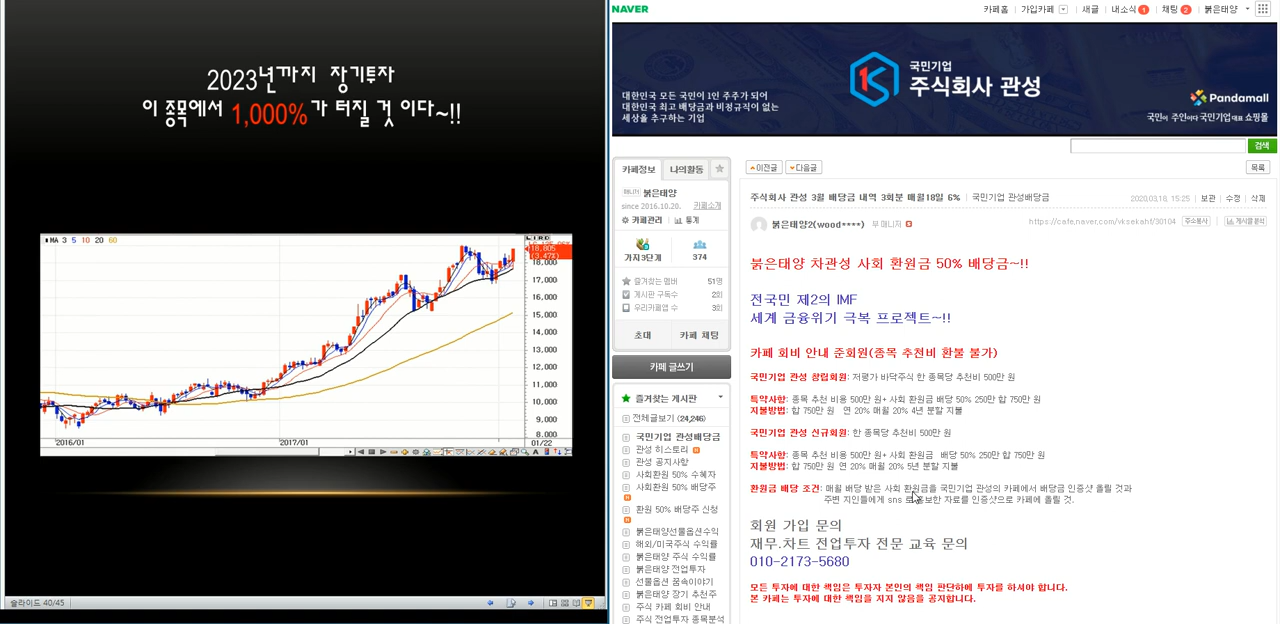 2023년까지 장기투자
이 종목에서 1,000% 가 터질 것 이다~!!
MA 3 5 10 20 60
18,805
(3.47%)
18,000
17,000
16,000
15,000
14,000
13,000
12,000
11,000
10,000
9,000
8,000
2016/01
2017/01
01/22
슬라이드 40/45
NAVER
카페홈
가입카페
새글
내소식 1
채팅 2
붉은태양
대한민국 모든 국민이 1인 주주가 되어
대한민국 최고 배당금과 비정규직이 없는
세상을 추구하는 기업
국민기업
주식회사 관성
Pandamall
국민이 주인이다 국민기업대표 쇼핑몰
검색
카페정보
나의활동
매니저 붉은태양
since 2016.10.20.
카페소개
카페관리
통계
가지3단계
374
즐겨찾는 멤버 51명
게시판 구독수 2회
우리카페앱 수 3회
초대
카페 채팅
카페 글쓰기
즐겨찾는 게시판
전체글보기 (24,246)
국민기업 관성배당금
관성 히스토리
관성 공지사항
사회환원 50% 수혜자
사회환원 50% 배당주
환원 50% 배당주 신청
붉은태양선물옵션수익
해외/미국주식 수익률
붉은태양 주식 수익률
붉은태양 전업투자
선물옵션 꿈속이야기
붉은태양 장기 추천주
주식 카페 회비 안내
주식 전업투자 종목분석
이전글
다음글
목록
주식회사 관성 3월 배당금 내역 3회분 매월18일 6%
국민기업 관성배당금
2020.03.18. 15:25
보관
수정
삭제
붉은태양2(wood****)
부매니저
https://cafe.naver.com/vksekahf/30104
주소복사
게시글 분석
붉은태양 차관성 사회 환원금 50% 배당금~!!
전국민 제2의 IMF
세계 금융위기 극복 프로젝트~!!
카페 회비 안내 준회원(종목 추천비 환불 불가)
국민기업 관성 창립회원: 저평가 바닥주식 한 종목당 추천비 500만 원
특약사항: 종목 추천 비용 500만 원+ 사회 환원금 배당 50% 250만 합 750만 원
지불방법: 합 750만 원 연 20% 매월 20% 4년 분할 지불
국민기업 관성 신규회원: 한 종목당 추천비 500만 원
특약사항: 종목 추천 비용 500만 원+ 사회 환원금 배당 50% 250만 합 750만 원
지불방법: 합 750만 원 연 20% 매월 20% 5년 분할 지불
환원금 배당 조건: 매월 배당 받은 사회 환원금을 국민기업 관성의 카페에서 배당금 인증샷 올릴 것과
주변 지인들에게 sns 로 홍보한 자료를 인증샷으로 카페에 올릴 것.
회원 가입 문의
재무.차트 전업투자 전문 교육 문의
010-2173-5680
모든 투자에 대한 책임은 투자자 본인의 책임 판단하에 투자를 하셔야 합니다.
본 카페는 투자에 대한 책임을 지지 않음을 공지합니다.